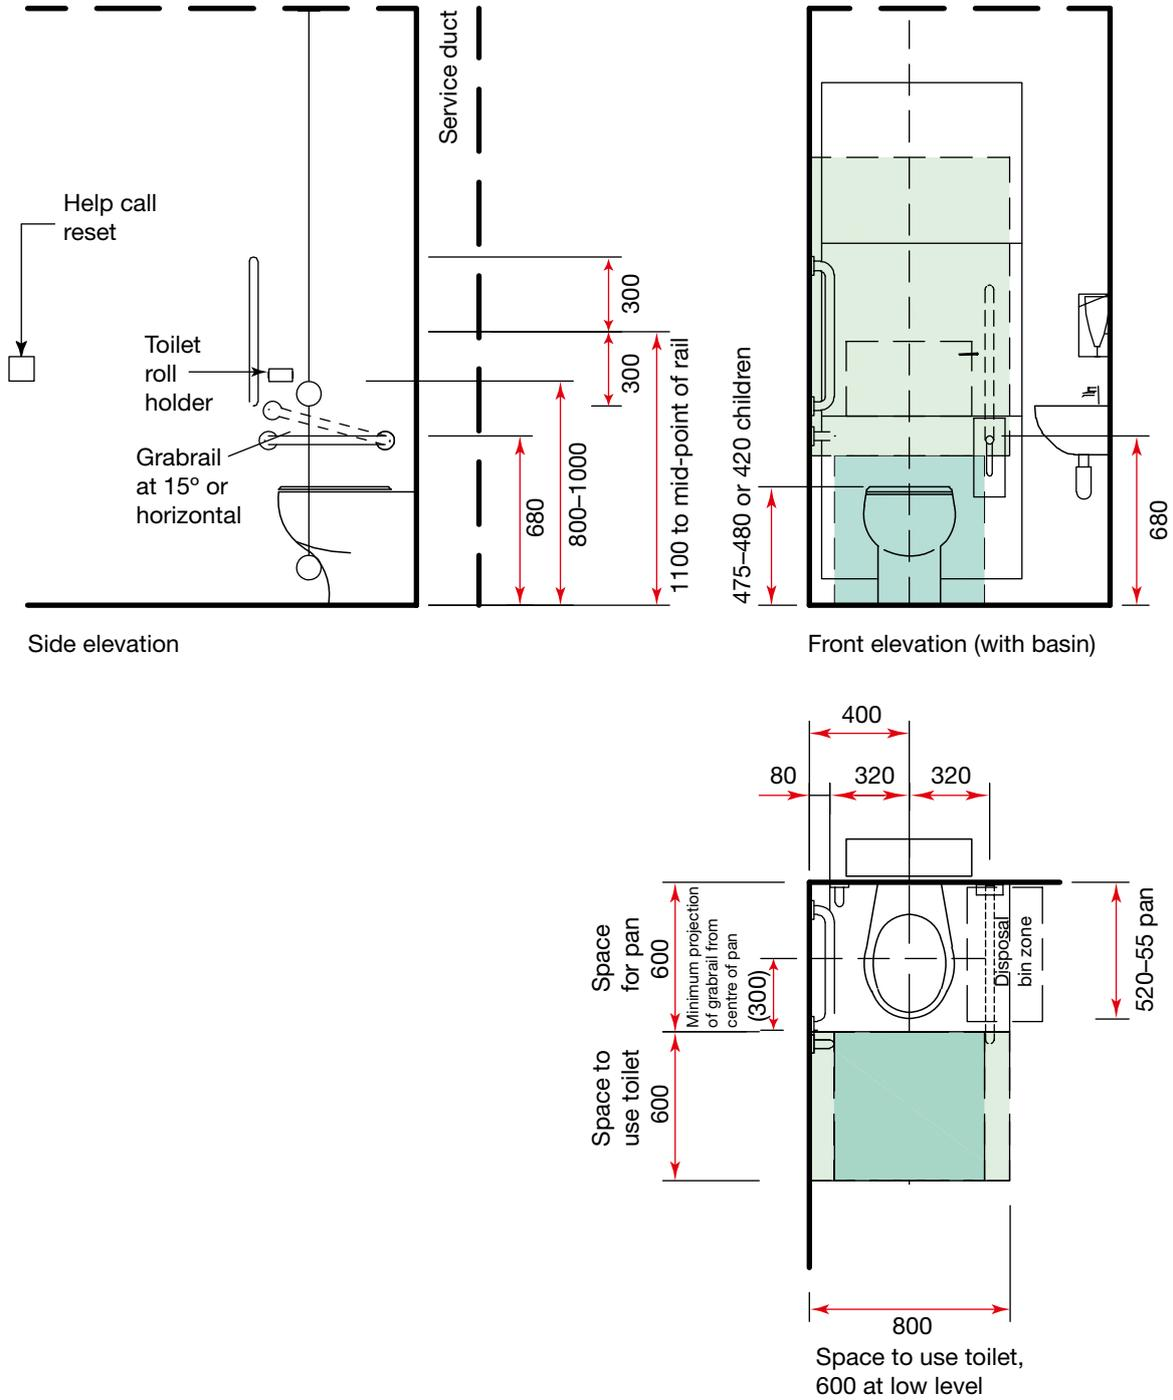 Service duct
Help call
reset
Toilet
roll
holder
Grabrail
at 15º or
horizontal
300
300
680
800–1000
1100 to mid-point of rail
Side elevation
475–480 or 420 children
680
Front elevation (with basin)
400
80
320
320
Space
for pan
600
Minimum projection
of grabrail from
centre of pan
(300)
Disposal
bin zone
520–55 pan
Space to
use toilet
600
800
Space to use toilet,
600 at low level